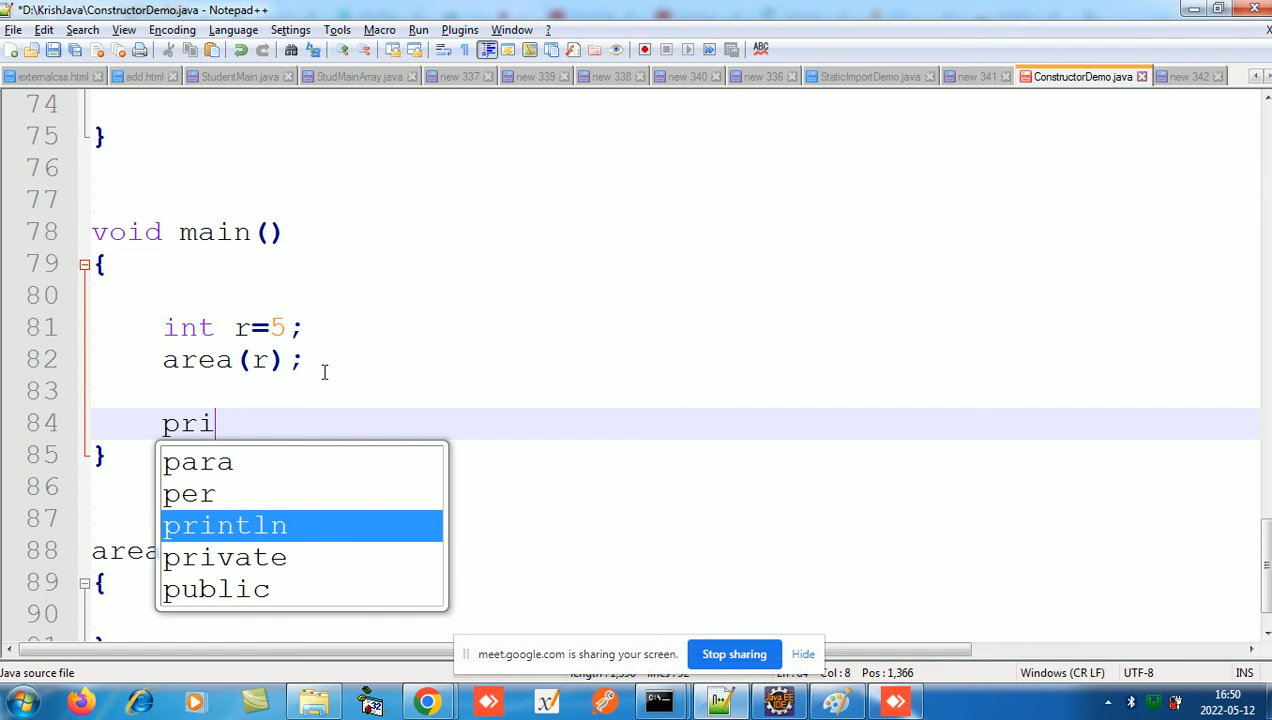 *D:\KrishJava\ConstructorDemo.java - Notepad++
File Edit Search View Encoding Language Settings Tools Macro Run Plugins Window ? X
externalcss.html add.html StudentMain.java StudMainArray.java new 337 new 339 new 338 new 340 new 336 StaticImportDemo.java new 341 ConstructorDemo.java new 342
74
75 }
76
77
78 void main()
79 {
80
81 int r=5;
82 area(r);
83
84 pri
85 }
para
86
per
87
println
88 area
private
89 {
public
90
meet.google.com is sharing your screen. Stop sharing Hide
Java source file Ln : 84 Col : 8 Pos : 1,366 Windows (CR LF) UTF-8 INS
16:50
2022-05-12